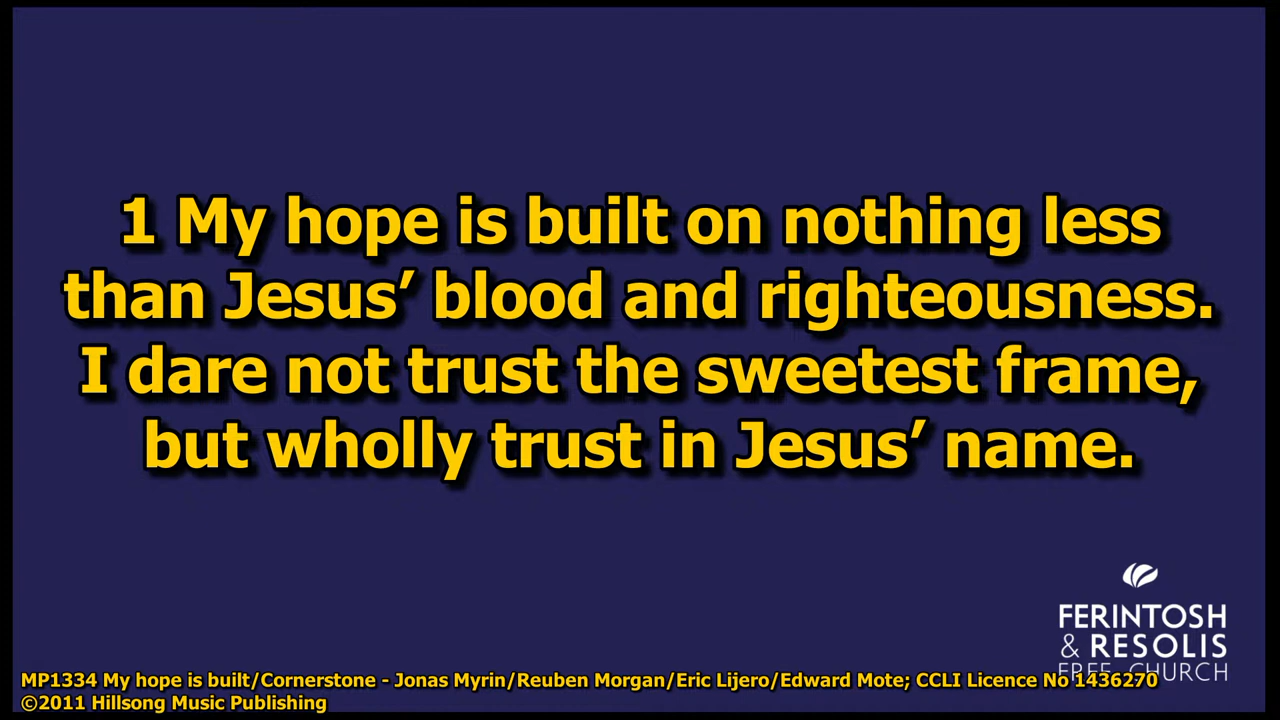 1 My hope is built on nothing less
than Jesus’ blood and righteousness.
I dare not trust the sweetest frame,
but wholly trust in Jesus’ name.
FERINTOSH
& RESOLIS
FREE CHURCH
MP1334 My hope is built/Cornerstone - Jonas Myrin/Reuben Morgan/Eric Lijero/Edward Mote; CCLI Licence No 1436270
©2011 Hillsong Music Publishing